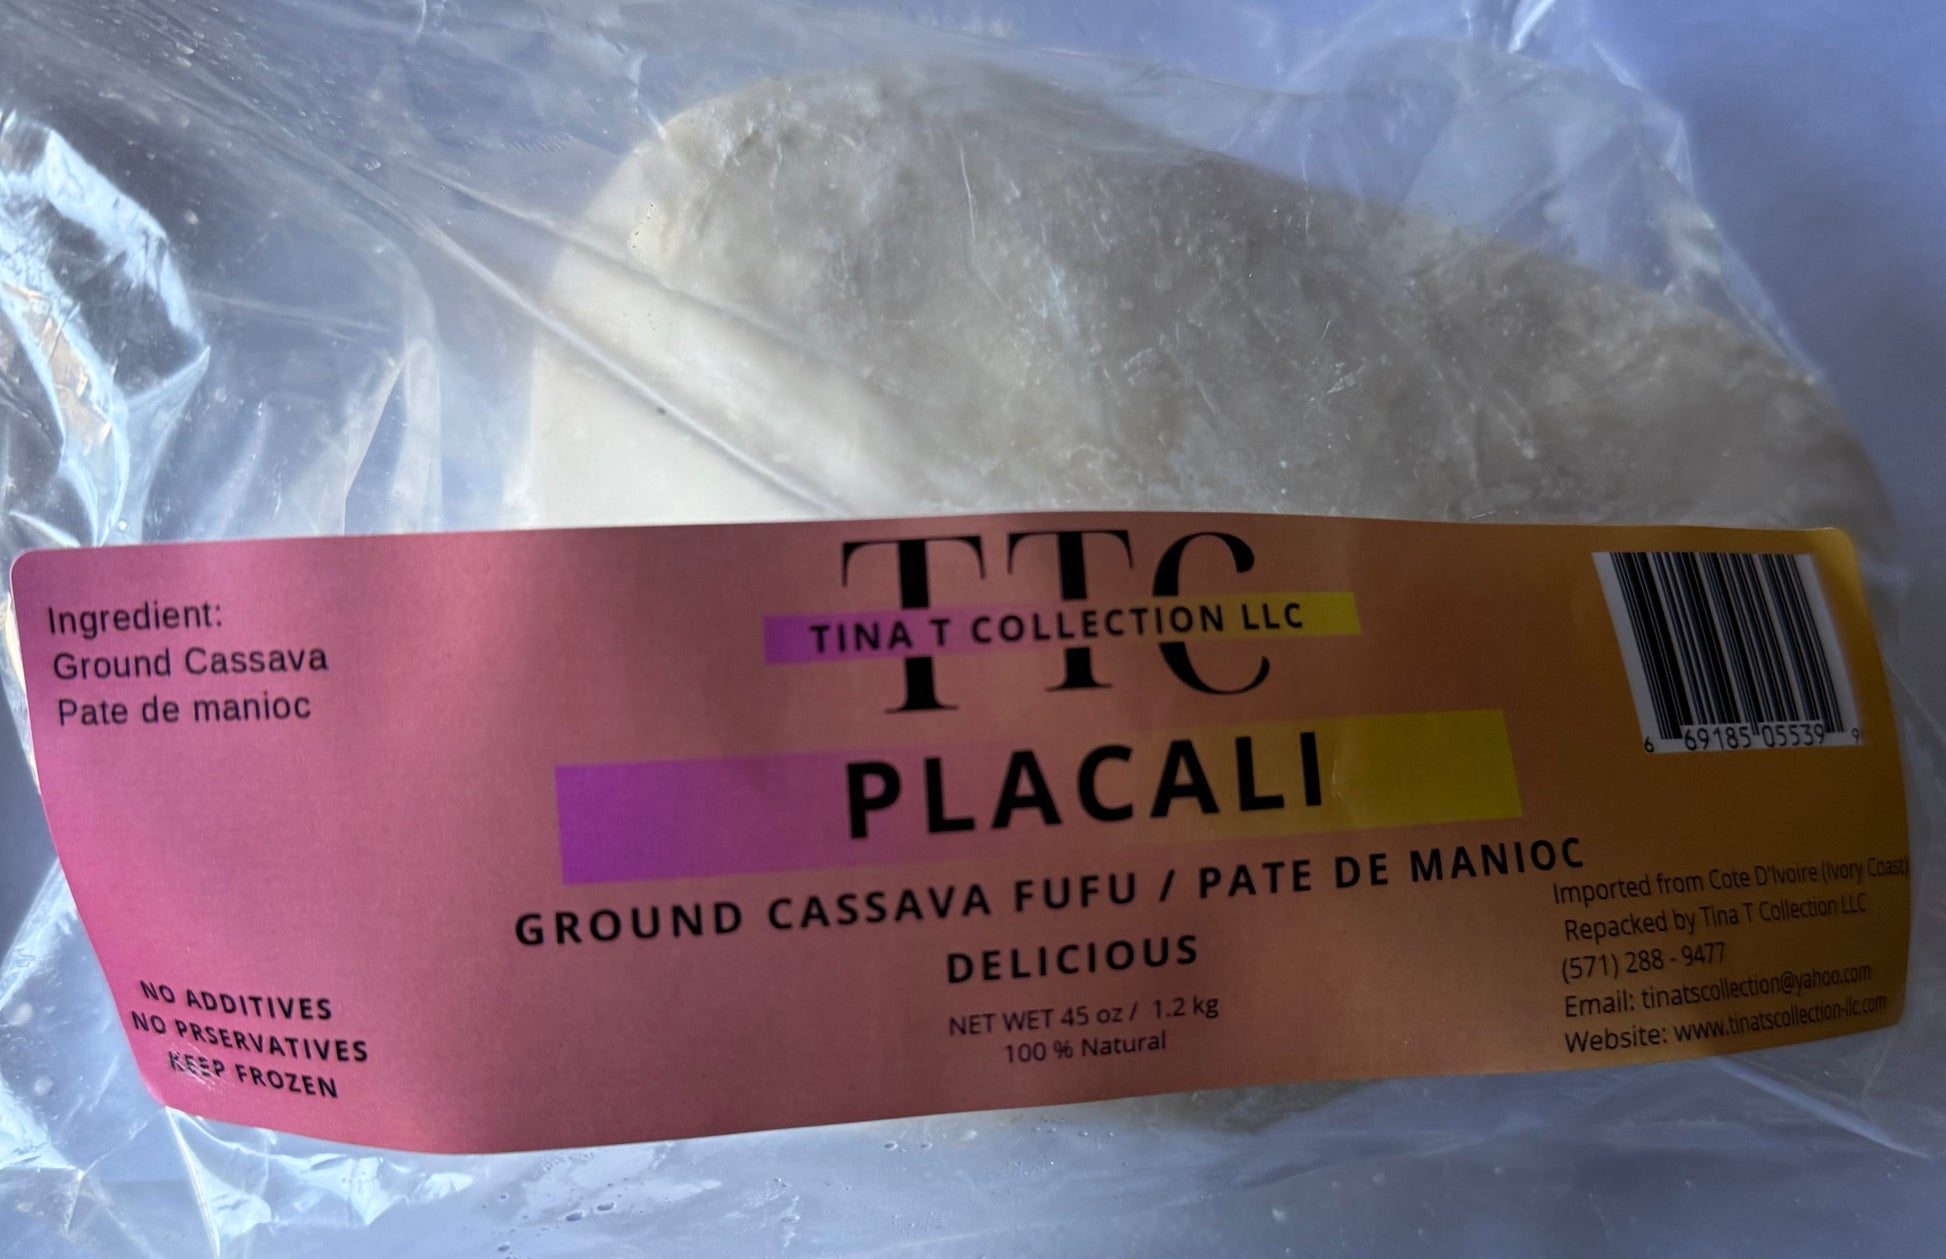 Ingredient:
Ground Cassava
Pate de manioc
NO ADDITIVES
NO PRSERVATIVES
KEEP FROZEN
TTC
TINA T COLLECTION LLC
PLACALI
GROUND CASSAVA FUFU / PATE DE MANIOC
DELICIOUS
NET WET 45 oz / 1.2 kg
100 % Natural
6 69185 05539 9
Imported from Cote D'Ivoire (Ivory Coast)
Repacked by Tina T Collection LLC
(571) 288 - 9477
Email: tinatscollection@yahoo.com
Website: www.tinatscollection-llc.com